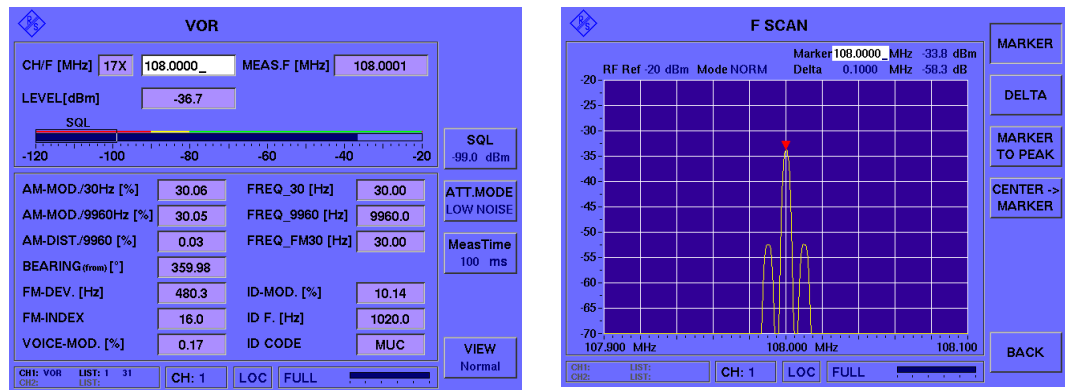 VOR
CH/F [MHz] 17X 108.0000_ MEAS.F [MHz] 108.0001
LEVEL[dBm] -36.7
SQL
-120 -100 -80 -60 -40 -20
SQL
-99.0 dBm
ATT.MODE
LOW NOISE
MeasTime
100 ms
VIEW
Normal
AM-MOD./30Hz [%] 30.06 FREQ_30 [Hz] 30.00
AM-MOD./9960Hz [%] 30.05 FREQ_9960 [Hz] 9960.0
AM-DIST./9960 [%] 0.03 FREQ_FM30 [Hz] 30.00
BEARING(from) [°] 359.98
FM-DEV. [Hz] 480.3 ID-MOD. [%] 10.14
FM-INDEX 16.0 ID F. [Hz] 1020.0
VOICE-MOD. [%] 0.17 ID CODE MUC
CH1: VOR LIST: 1 31
CH2: LIST:
CH: 1 LOC FULL
F SCAN
Marker 108.0000_ MHz -33.8 dBm
RF Ref -20 dBm Mode NORM Delta 0.1000 MHz -58.3 dB
-20
-25
-30
-35
-40
-45
-50
-55
-60
-65
-70
107.900 MHz 108.000 MHz 108.100
MARKER
DELTA
MARKER
TO PEAK
CENTER ->
MARKER
BACK
CH1: LIST:
CH2: LIST:
CH: 1 LOC FULL